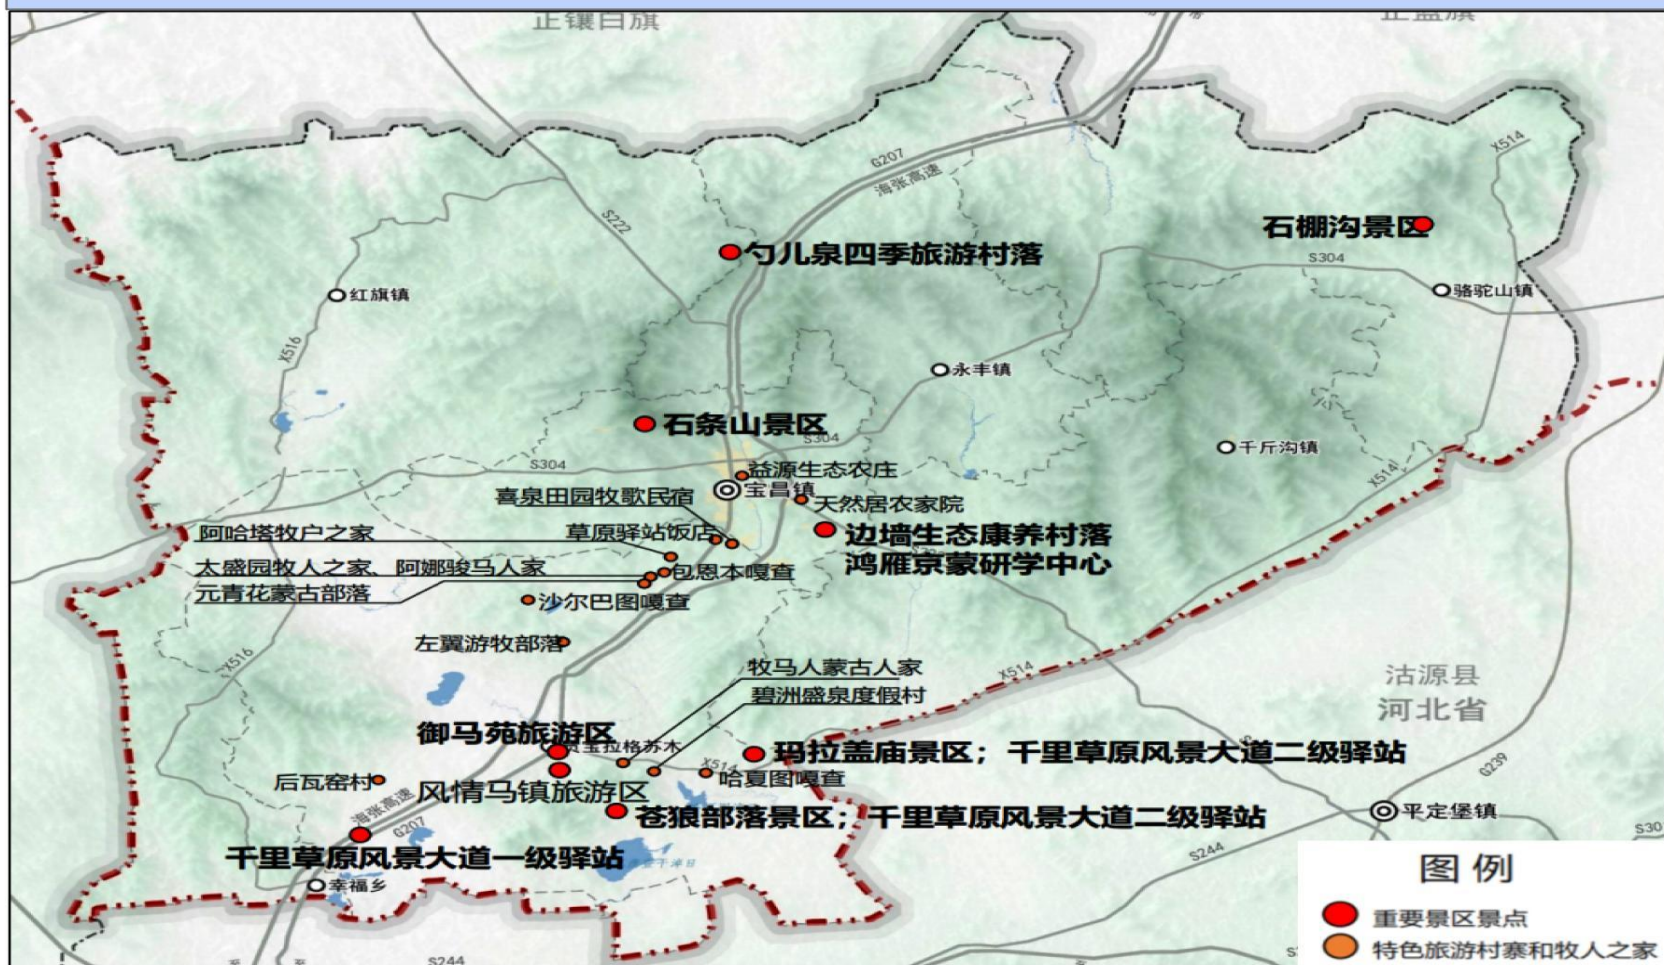 正镶白旗
正蓝旗
G207
海张高速
X514
S222
石棚沟景区
勺儿泉四季旅游村落
S304
红旗镇
骆驼山镇
X516
永丰镇
石条山景区
S304
千斤沟镇
S304
益源生态农庄
X514
喜泉田园牧歌民宿
宝昌镇
天然居农家院
阿哈塔牧户之家
草原驿站饭店
边墙生态康养村落
鸿雁京蒙研学中心
太盛园牧人之家、阿娜骏马人家
包恩本嘎查
元青花蒙古部落
沙尔巴图嘎查
左翼游牧部落
X516
牧马人蒙古人家
X514
沽源县
碧洲盛泉度假村
河北省
御马苑旅游区
贡宝拉格苏木
玛拉盖庙景区；千里草原风景大道二级驿站
X514
哈夏图嘎查
G239
后瓦窑村
风情马镇旅游区
海张高速
苍狼部落景区；千里草原风景大道二级驿站
平定堡镇
G207
千里草原风景大道一级驿站
S244
幸福乡
S244
图例
重要景区景点
特色旅游村寨和牧人之家